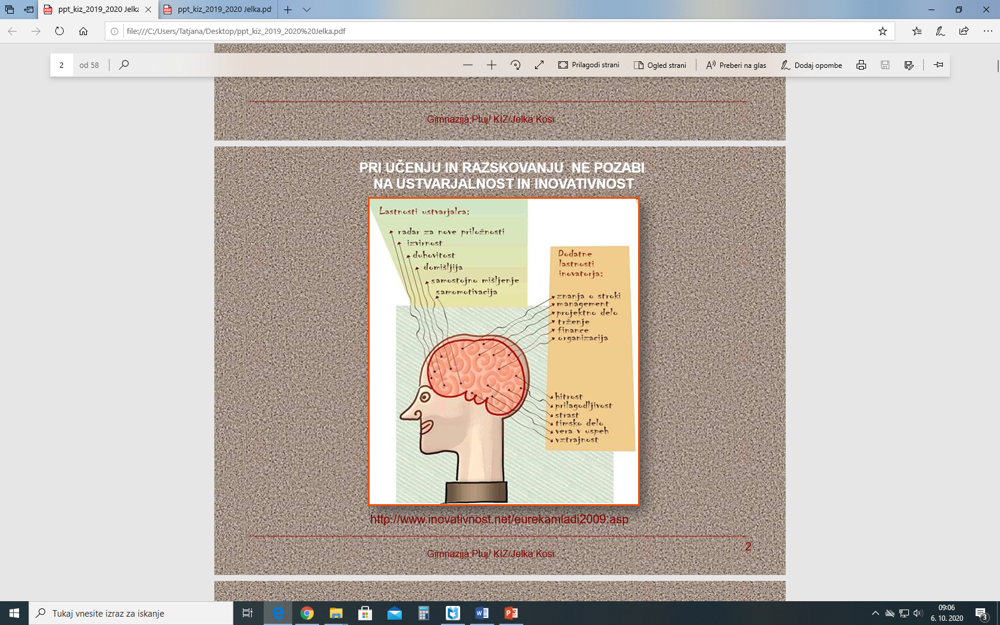 ppt_kiz_2019_2020 Jelka
ppt_kiz_2019_2020 Jelka.pdf
file:///C:/Users/Tatjana/Desktop/ppt_kiz_2019_2020%20Jelka.pdf
2 od 58
Prilagodi strani
Ogled strani
Preberi na glas
Dodaj opombe
Gimnazija Ptuj/ KIZ/Jelka Kosi
PRI UČENJU IN RAZSKOVANJU NE POZABI
NA USTVARJALNOST IN INOVATIVNOST
Lastnosti ustvarjalca:
radar za nove priložnosti
izvirnost
duhovitost
domišljija
samostojno mišljenje
samomotivacija
Dodatne
lastnosti
inovatorja:
znanja o stroki
management
projektno delo
trženje
finance
organizacija
hitrost
prilagodljivost
strast
timsko delo
vera v uspeh
vztrajnost
http://www.inovativnost.net/eurekamladi2009.asp
2
Gimnazija Ptuj/ KIZ/Jelka Kosi
Tukaj vnesite izraz za iskanje
09:06
6. 10. 2020
3